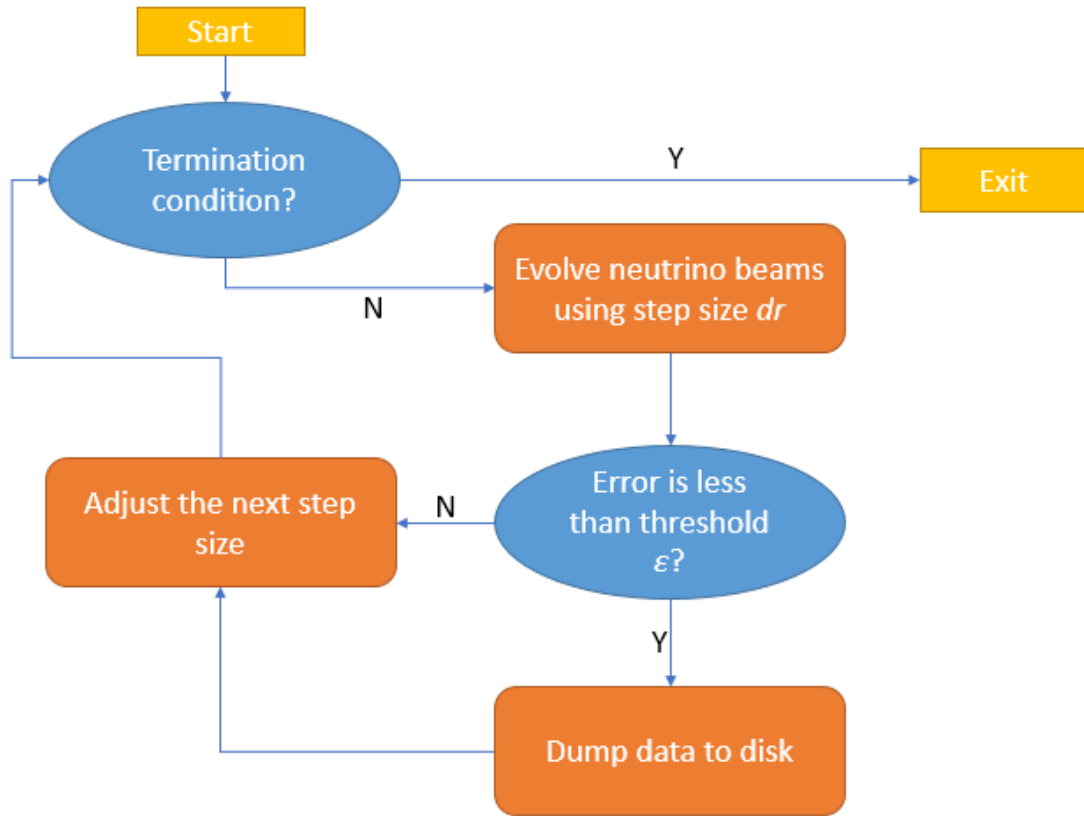 Start
Termination
condition?
Y
Exit
N
Evolve neutrino beams
using step size dr
Error is less
than threshold
ε?
N
Adjust the next step
size
Y
Dump data to disk